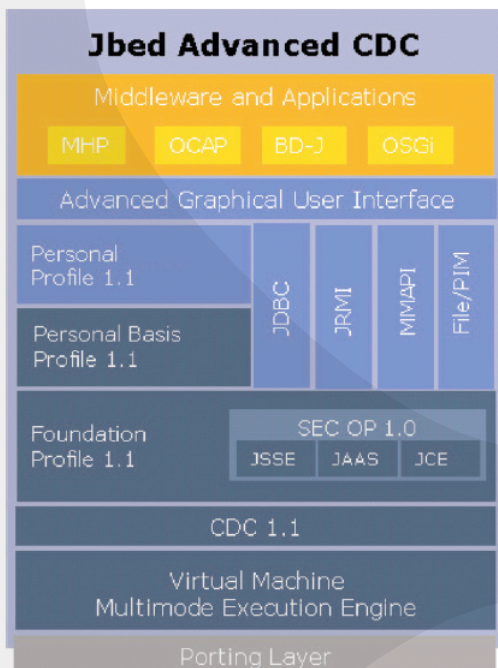 Jbed Advanced CDC
Middleware and Applications
MHP OCAP BD-J OSGi
Advanced Graphical User Interface
Personal
Profile 1.1
JDBC
JRMI
MMAPI
File/PIM
Personal Basis
Profile 1.1
Foundation
Profile 1.1
SEC OP 1.0
JSSE JAAS JCE
CDC 1.1
Virtual Machine
Multimode Execution Engine
Porting Layer